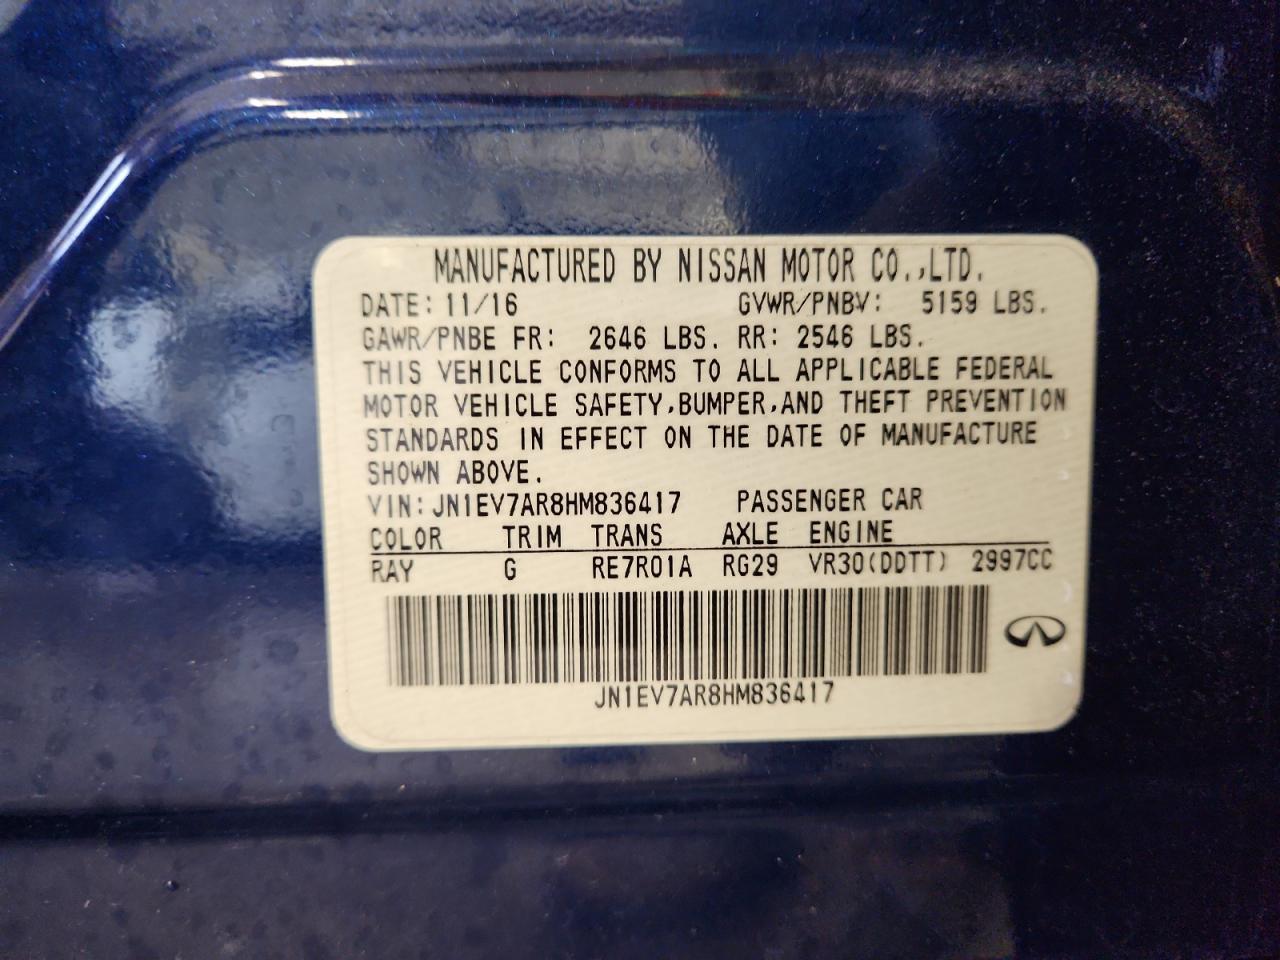 MANUFACTURED BY NISSAN MOTOR CO.,LTD.
DATE: 11/16 GVWR/PNBV: 5159 LBS.
GAWR/PNBE FR: 2646 LBS. RR: 2546 LBS.
THIS VEHICLE CONFORMS TO ALL APPLICABLE FEDERAL
MOTOR VEHICLE SAFETY,BUMPER,AND THEFT PREVENTION
STANDARDS IN EFFECT ON THE DATE OF MANUFACTURE
SHOWN ABOVE.
VIN:JN1EV7AR8HM836417 PASSENGER CAR
COLOR TRIM TRANS AXLE ENGINE
RAY G RE7R01A RG29 VR30(DDTT) 2997CC
JN1EV7AR8HM836417